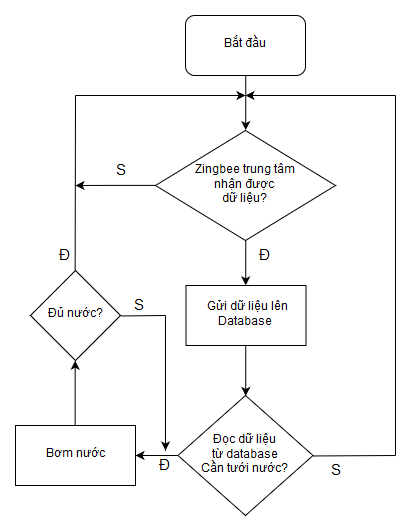 Bắt đầu
Zingbee trung tâm
nhận được
dữ liệu?
S
Đ
Đ
Gửi dữ liệu lên
Database
Đủ nước?
S
Đọc dữ liệu
từ database
Cần tưới nước?
Bơm nước
Đ
S